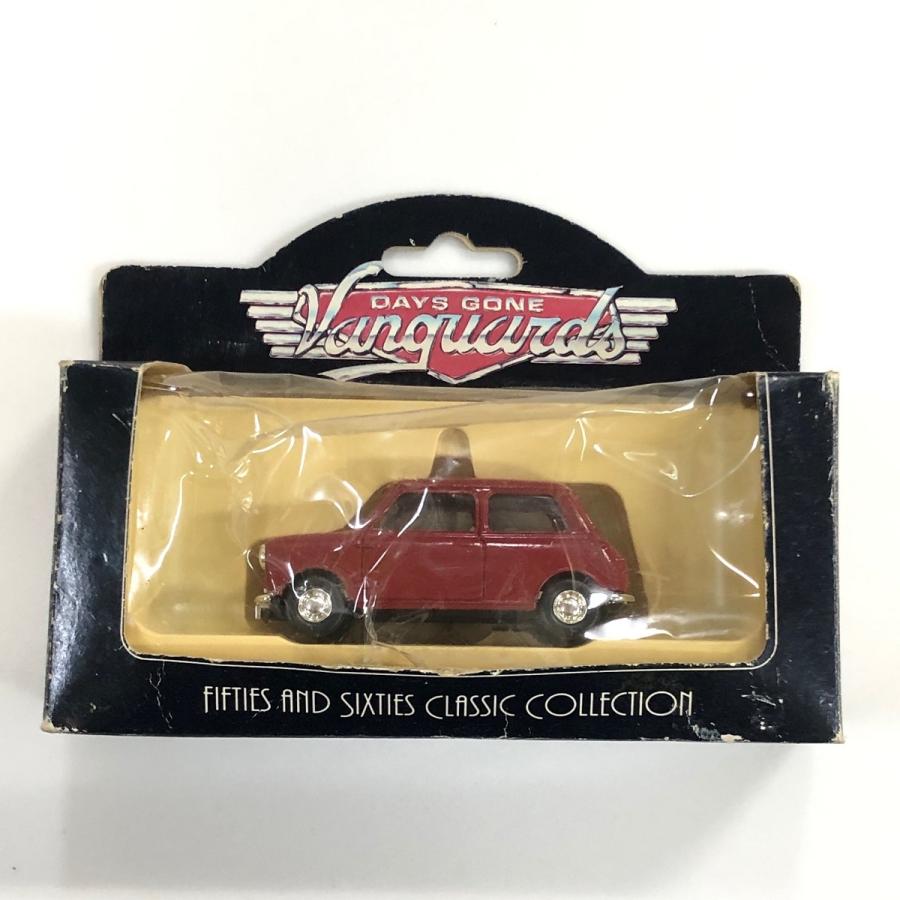 DAYS GONE
Vanguards
FIFTIES AND SIXTIES CLASSIC COLLECTION